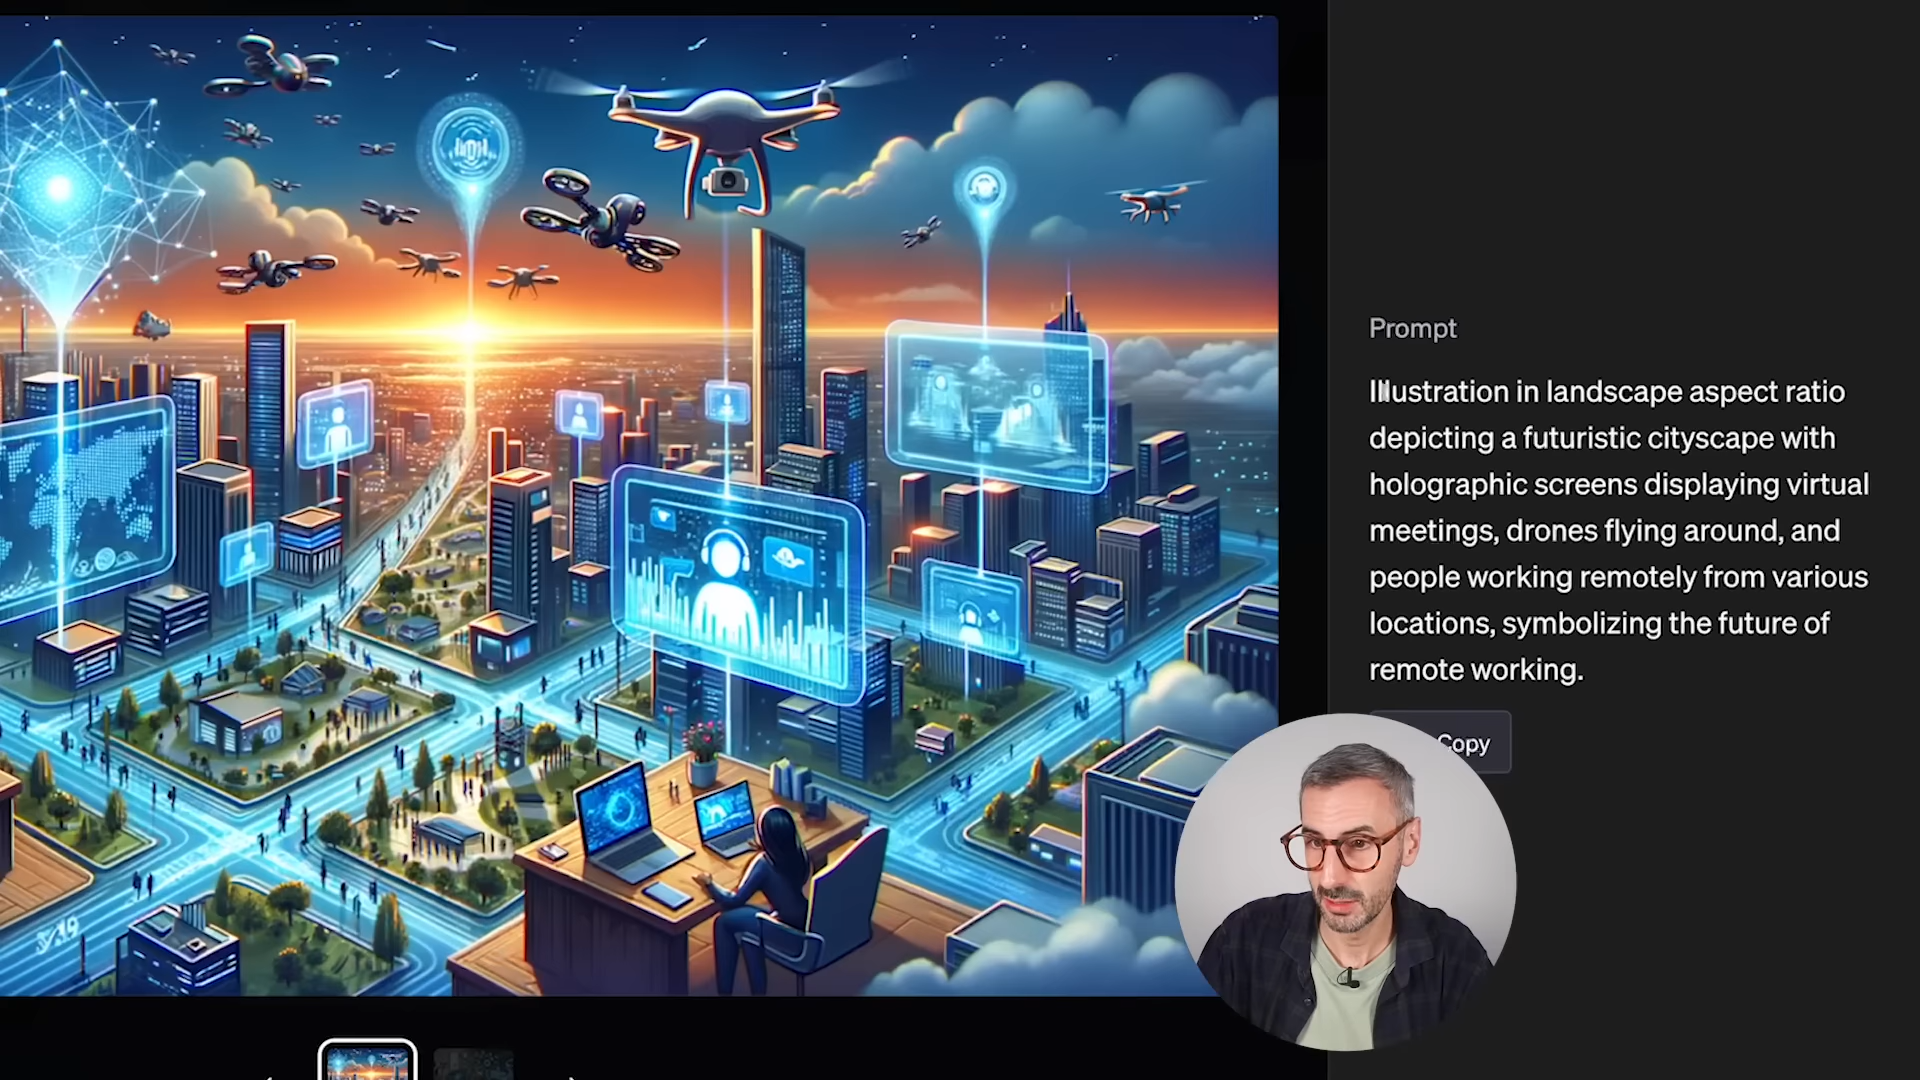 Prompt
Illustration in landscape aspect ratio
depicting a futuristic cityscape with
holographic screens displaying virtual
meetings, drones flying around, and
people working remotely from various
locations, symbolizing the future of
remote working.
Copy